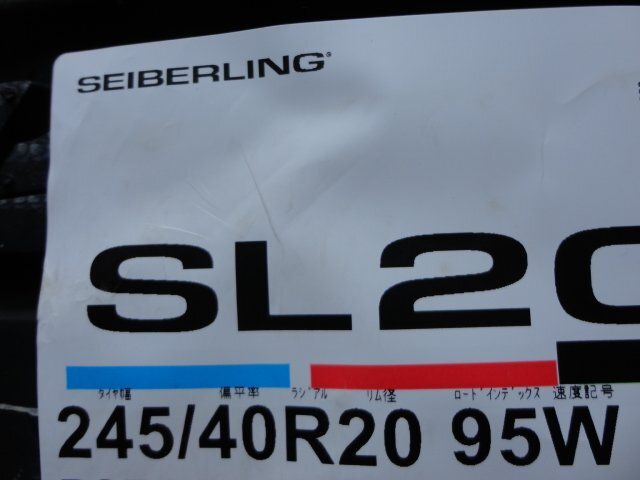 SEIBERLING
SL20
タイヤ幅 偏平率 ラジアル リム径 ロードインデックス 速度記号
245/40R20 95W